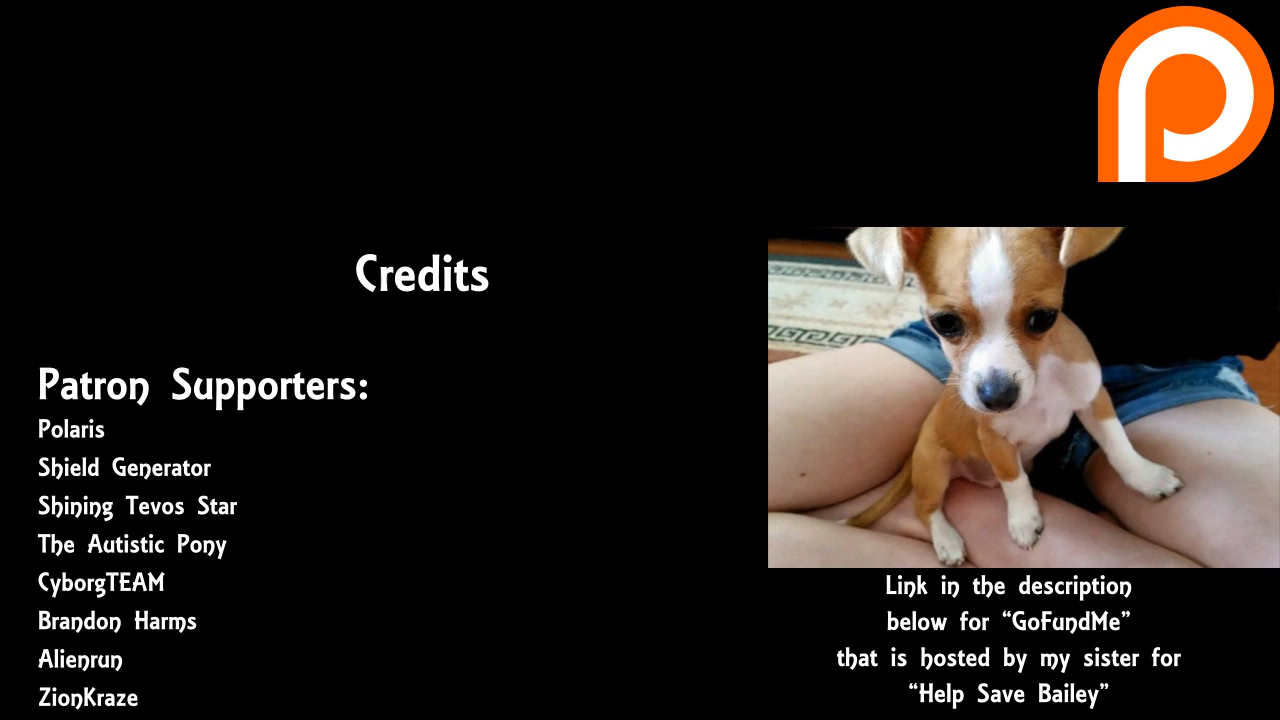 Credits
Patron Supporters:
Polaris
Shield Generator
Shining Tevos Star
The Autistic Pony
CyborgTEAM
Brandon Harms
Alienrun
ZionKraze
Link in the description
below for “GoFundMe”
that is hosted by my sister for
“Help Save Bailey”